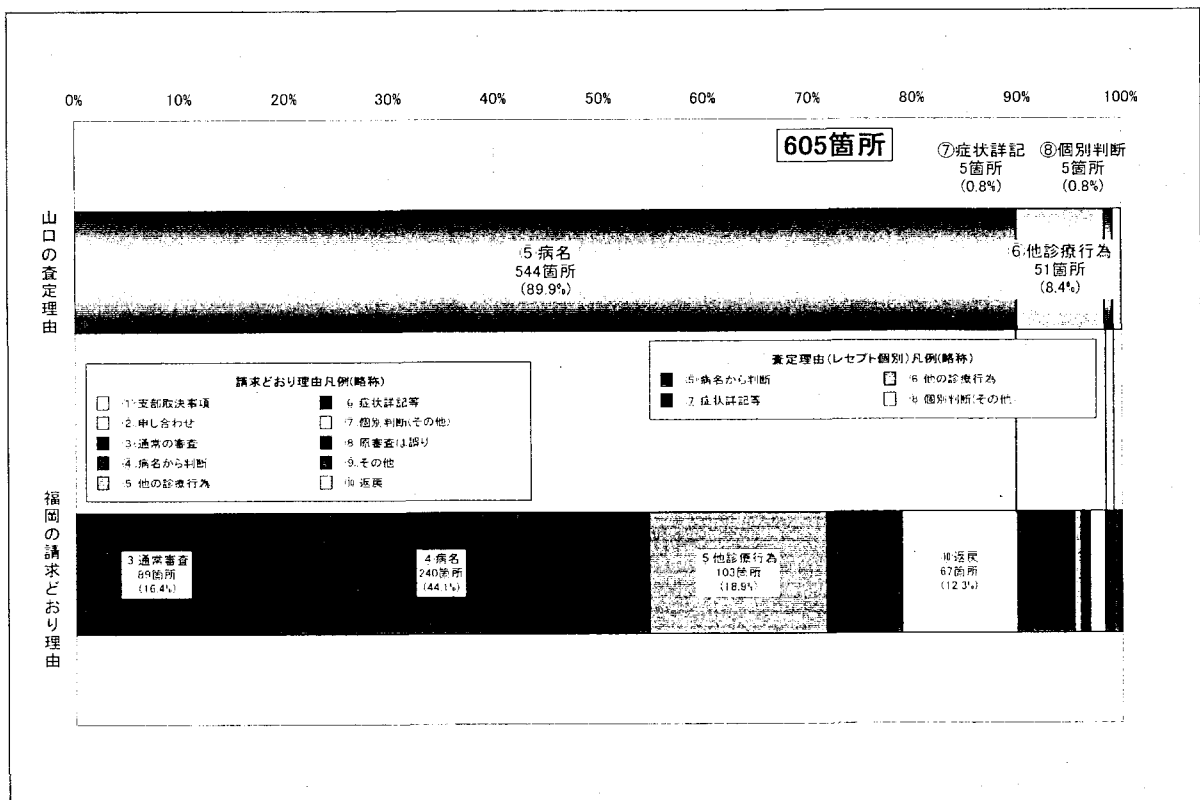 0% 10% 20% 30% 40% 50% 60% 70% 80% 90% 100%
605箇所
⑦症状詳記
5箇所
(0.8%)
⑧個別判断
5箇所
(0.8%)
山口の査定理由
⑤病名
544箇所
(89.9%)
⑥他診療行為
51箇所
(8.4%)
請求どおり理由凡例(略称)
①支部取決事項
②申し合わせ
③通常の審査
④病名から判断
⑤他の診療行為
⑥症状詳記等
⑦個別判断(その他)
⑧原審査は誤り
⑨その他
⑩返戻
査定理由(レセプト個別)凡例(略称)
⑤病名から判断
⑥他の診療行為
⑦症状詳記等
⑧個別判断(その他
福岡の請求どおり理由
③通常審査
89箇所
(16.4%)
④病名
240箇所
(44.1%)
⑤他診療行為
103箇所
(18.9%)
⑩返戻
67箇所
(12.3%)